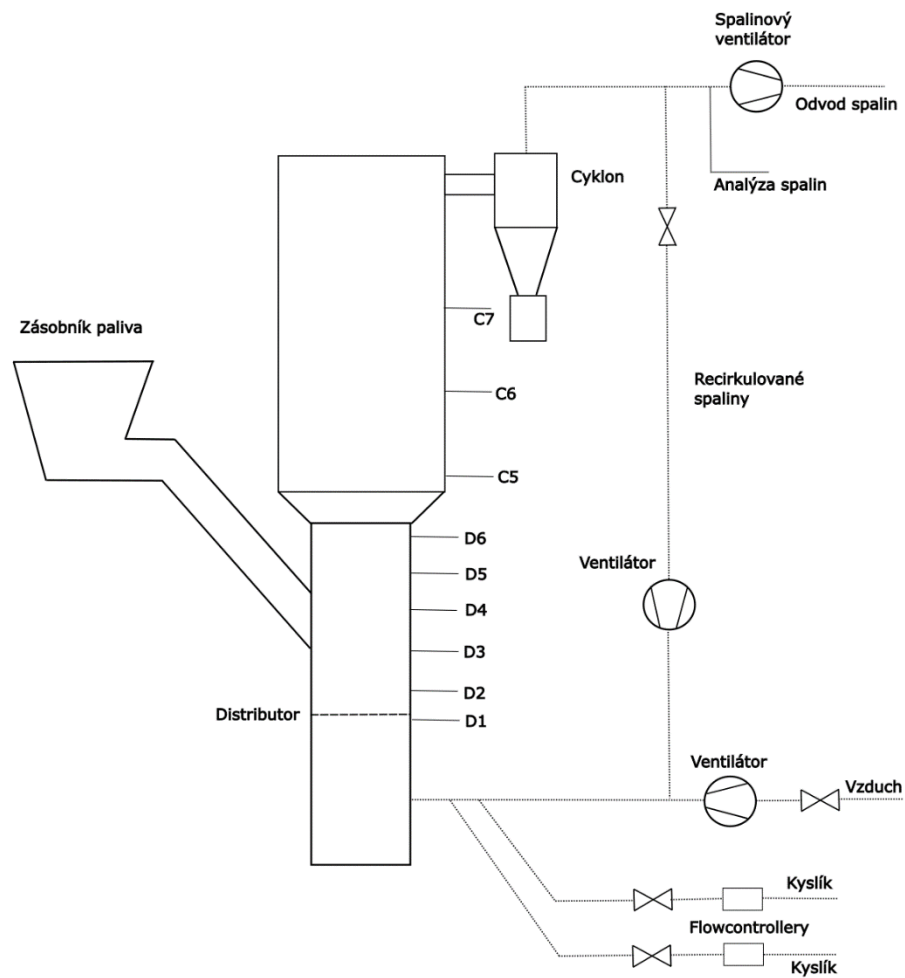 Spalinový
ventilátor
Odvod spalin
Cyklon
Analýza spalin
C7
Zásobník paliva
C6
Recirkulované
spaliny
C5
D6
D5
Ventilátor
D4
D3
D2
Distributor
D1
Ventilátor
Vzduch
Kyslík
Flowcontrollery
Kyslík